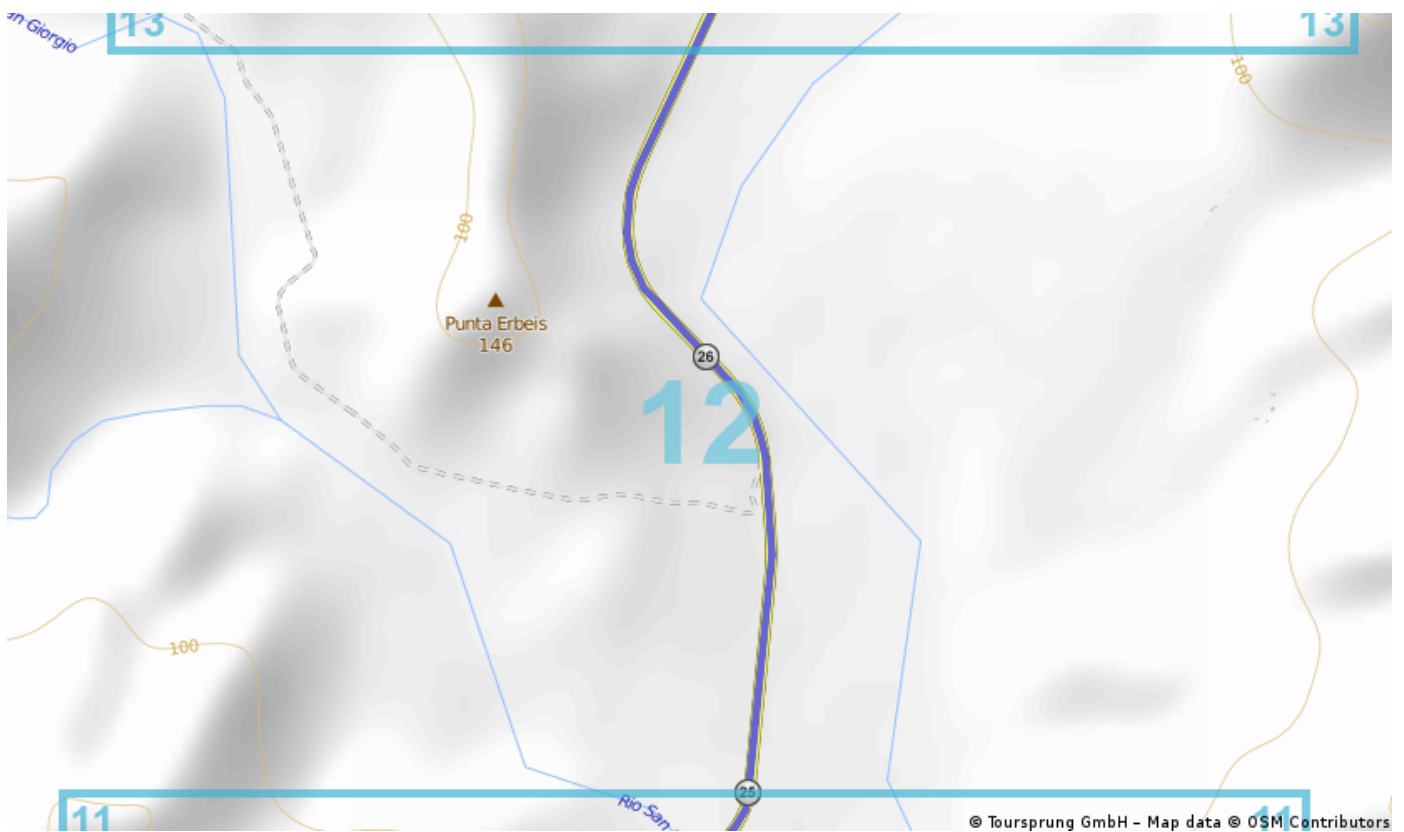 an Giorgio
13
13
100
100
Punta Erbeis
146
26
12
100
25
Rio San
11
11
© Toursprung GmbH – Map data © OSM Contributors